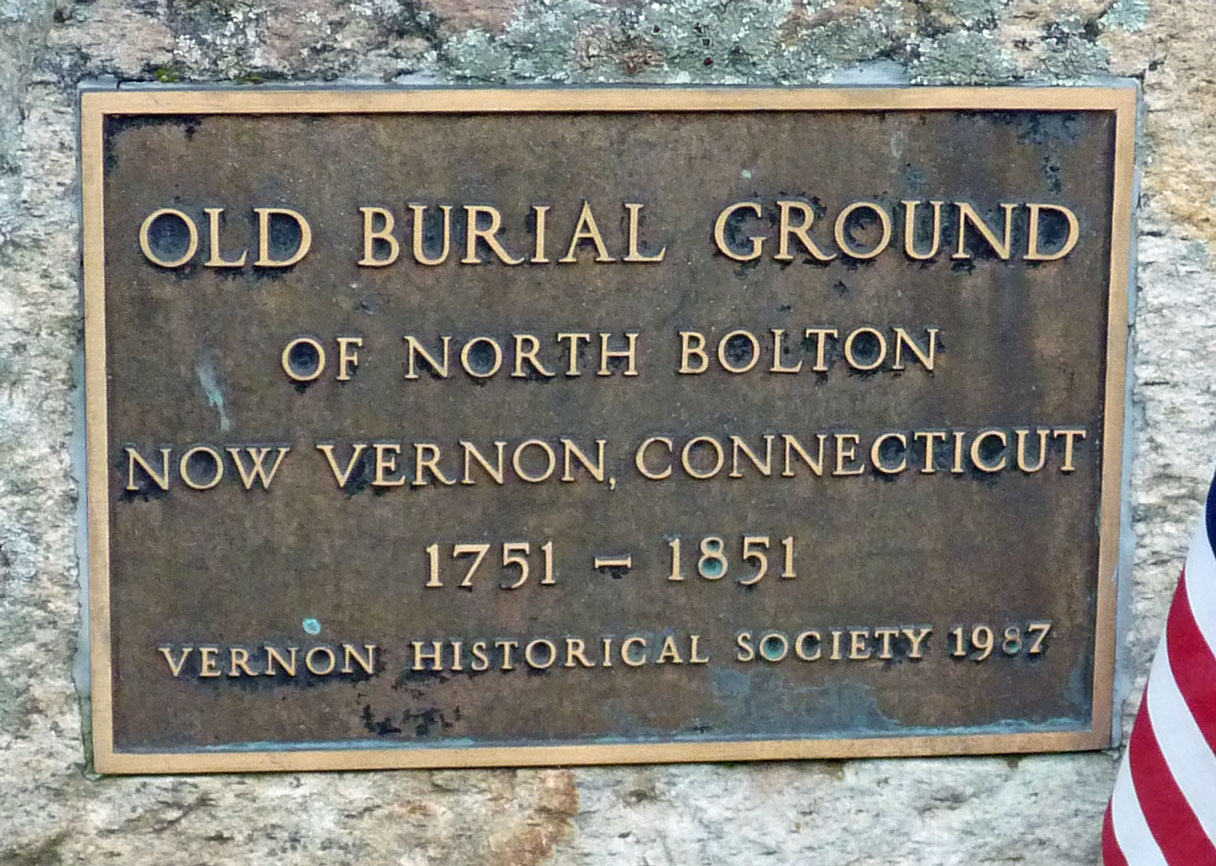 OLD BURIAL GROUND
OF NORTH BOLTON
NOW VERNON, CONNECTICUT
1751 – 1851
VERNON HISTORICAL SOCIETY 1987